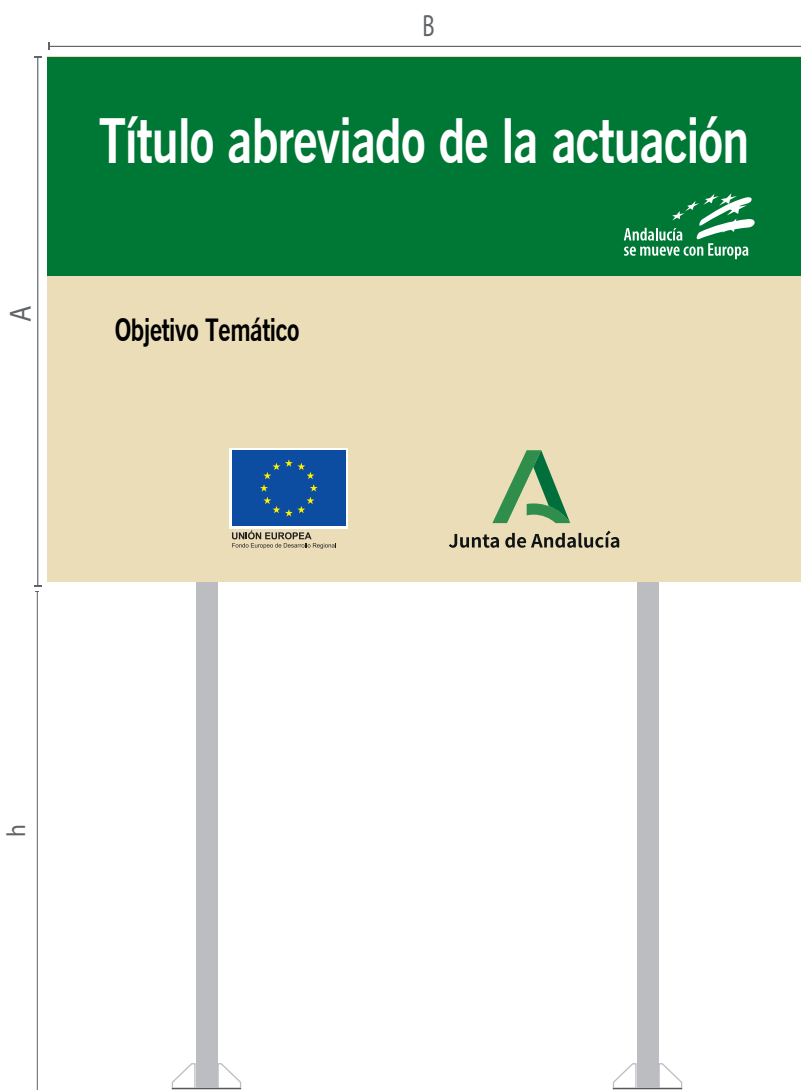 B
Título abreviado de la actuación
Andalucía
se mueve con Europa
A
Objetivo Temático
UNIÓN EUROPEA
Fondo Europeo de Desarrollo Regional
Junta de Andalucía
h